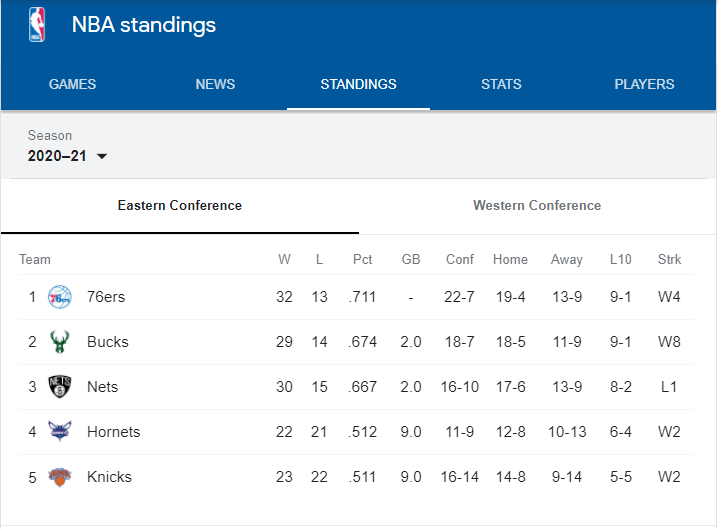 NBA standings
GAMES NEWS STANDINGS STATS PLAYERS
Season
2020–21
Eastern Conference Western Conference
Team W L Pct GB Conf Home Away L10 Strk
1 76ers 32 13 .711 - 22-7 19-4 13-9 9-1 W4
2 Bucks 29 14 .674 2.0 18-7 18-5 11-9 9-1 W8
3 NETS Nets 30 15 .667 2.0 16-10 17-6 13-9 8-2 L1
4 Hornets 22 21 .512 9.0 11-9 12-8 10-13 6-4 W2
5 Knicks 23 22 .511 9.0 16-14 14-8 9-14 5-5 W2